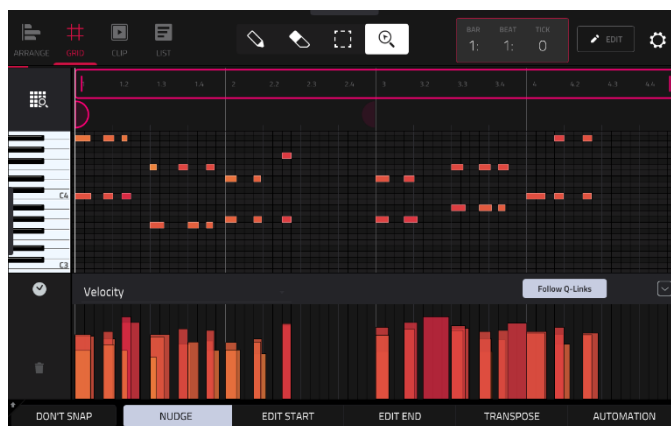 ARRANGE GRID CLIP LIST
BAR BEAT TICK
1: 1: 0
EDIT
1.2 1.3 1.4 2 2.2 2.3 2.4 3 3.2 3.3 3.4 4 4.2 4.3 4.4
C4
C3
Velocity
-
Follow Q-Links
DON'T SNAP NUDGE EDIT START EDIT END TRANSPOSE AUTOMATION